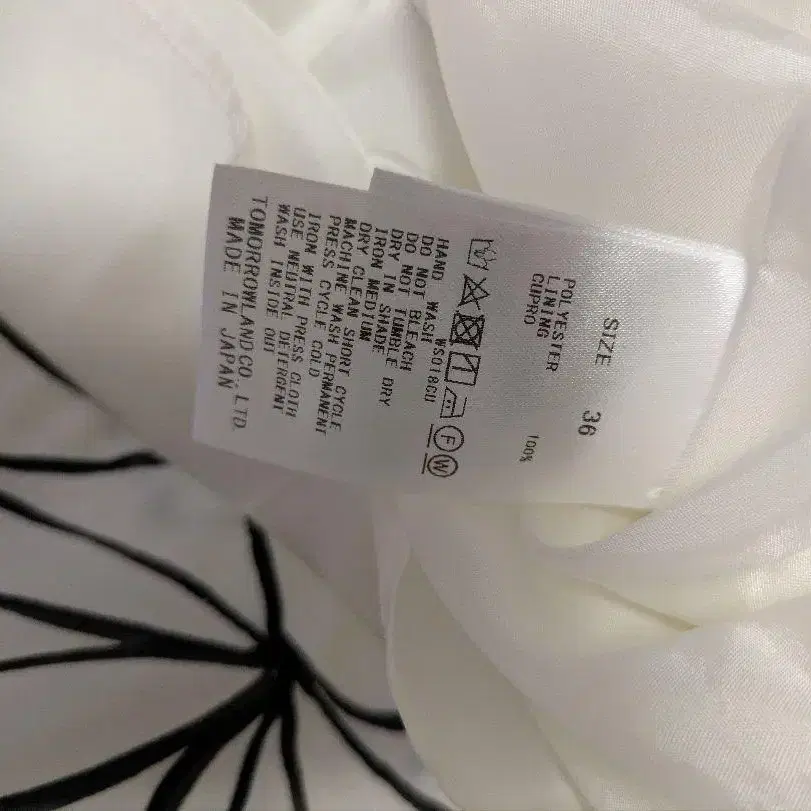 SIZE 36
POLYESTER 100%
LINING
CUPRO
F W
WS018CU
HAND WASH
DO NOT BLEACH
DO NOT TUMBLE DRY
DRY IN SHADE
IRON MEDIUM
DRY CLEAN SHORT CYCLE
MACHINE WASH PERMANENT
PRESS CYCLE COLD
IRON WITH PRESS CLOTH
USE NEUTRAL DETERGENT
WASH INSIDE OUT
TOMORROWLAND CO., LTD.
MADE IN JAPAN